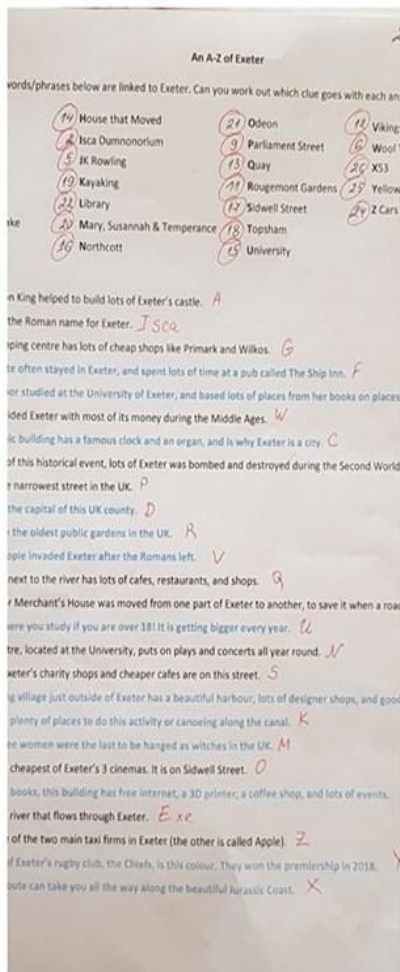 An A-Z of Exeter
words/phrases below are linked to Exeter. Can you work out which clue goes with each an
14 House that Moved 21 Odeon 12 Viking
2 Isca Dumnonorium 9 Parliament Street 6 Wool
5 JK Rowling 13 Quay 26 X53
19 Kayaking 11 Rougemont Gardens 25 Yellow
22 Library 17 Sidwell Street 24 Z Cars
ake 20 Mary, Susannah & Temperance 18 Topsham
16 Northcott 15 University
n King helped to build lots of Exeter's castle. A
the Roman name for Exeter. Isca
ping centre has lots of cheap shops like Primark and Wilkos. G
te often stayed in Exeter, and spent lots of time at a pub called The Ship Inn. F
or studied at the University of Exeter, and based lots of places from her books on places
ided Exeter with most of its money during the Middle Ages. W
ic building has a famous clock and an organ, and is why Exeter is a city. C
of this historical event, lots of Exeter was bombed and destroyed during the Second World
narrowest street in the UK. P
the capital of this UK county. D
the oldest public gardens in the UK. R
ople invaded Exeter after the Romans left. V
next to the river has lots of cafes, restaurants, and shops. Q
r Merchant's House was moved from one part of Exeter to another, to save it when a roa
ere you study if you are over 18! It is getting bigger every year. U
tre, located at the University, puts on plays and concerts all year round. N
xeter's charity shops and cheaper cafes are on this street. S
g village just outside of Exeter has a beautiful harbour, lots of designer shops, and good
plenty of places to do this activity or canoeing along the canal. K
ee women were the last to be hanged as witches in the UK. M
cheapest of Exeter's 3 cinemas. It is on Sidwell Street. O
books, this building has free internet, a 3D printer, a coffee shop, and lots of events.
river that flows through Exeter. Exe
of the two main taxi firms in Exeter (the other is called Apple). Z
f Exeter's rugby club, the Chiefs, is this colour. They won the premiership in 2018.
oute can take you all the way along the beautiful Jurassic Coast. X